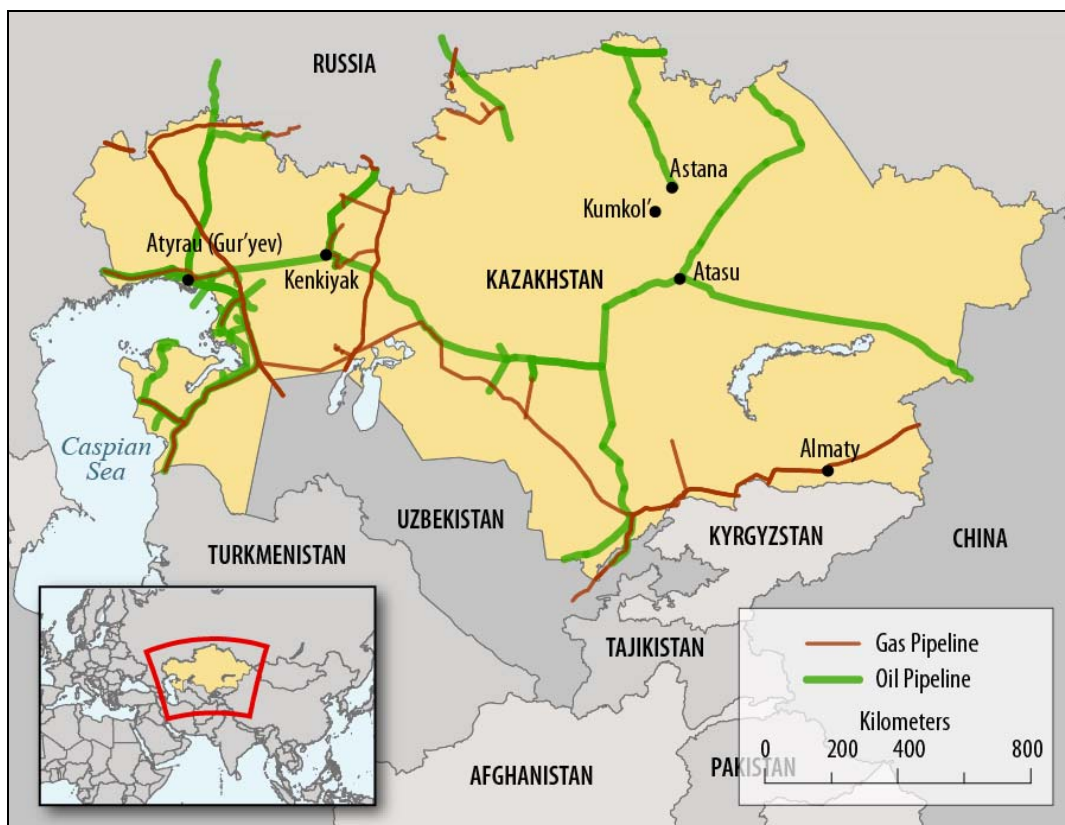 RUSSIA
Astana
Kumkol'
Atyrau (Gur'yev)
Kenkiyak
KAZAKHSTAN
Atasu
Caspian
Sea
Almaty
UZBEKISTAN
KYRGYZSTAN
CHINA
TURKMENISTAN
TAJIKISTAN
Gas Pipeline
Oil Pipeline
Kilometers
0 200 400 800
AFGHANISTAN
PAKISTAN